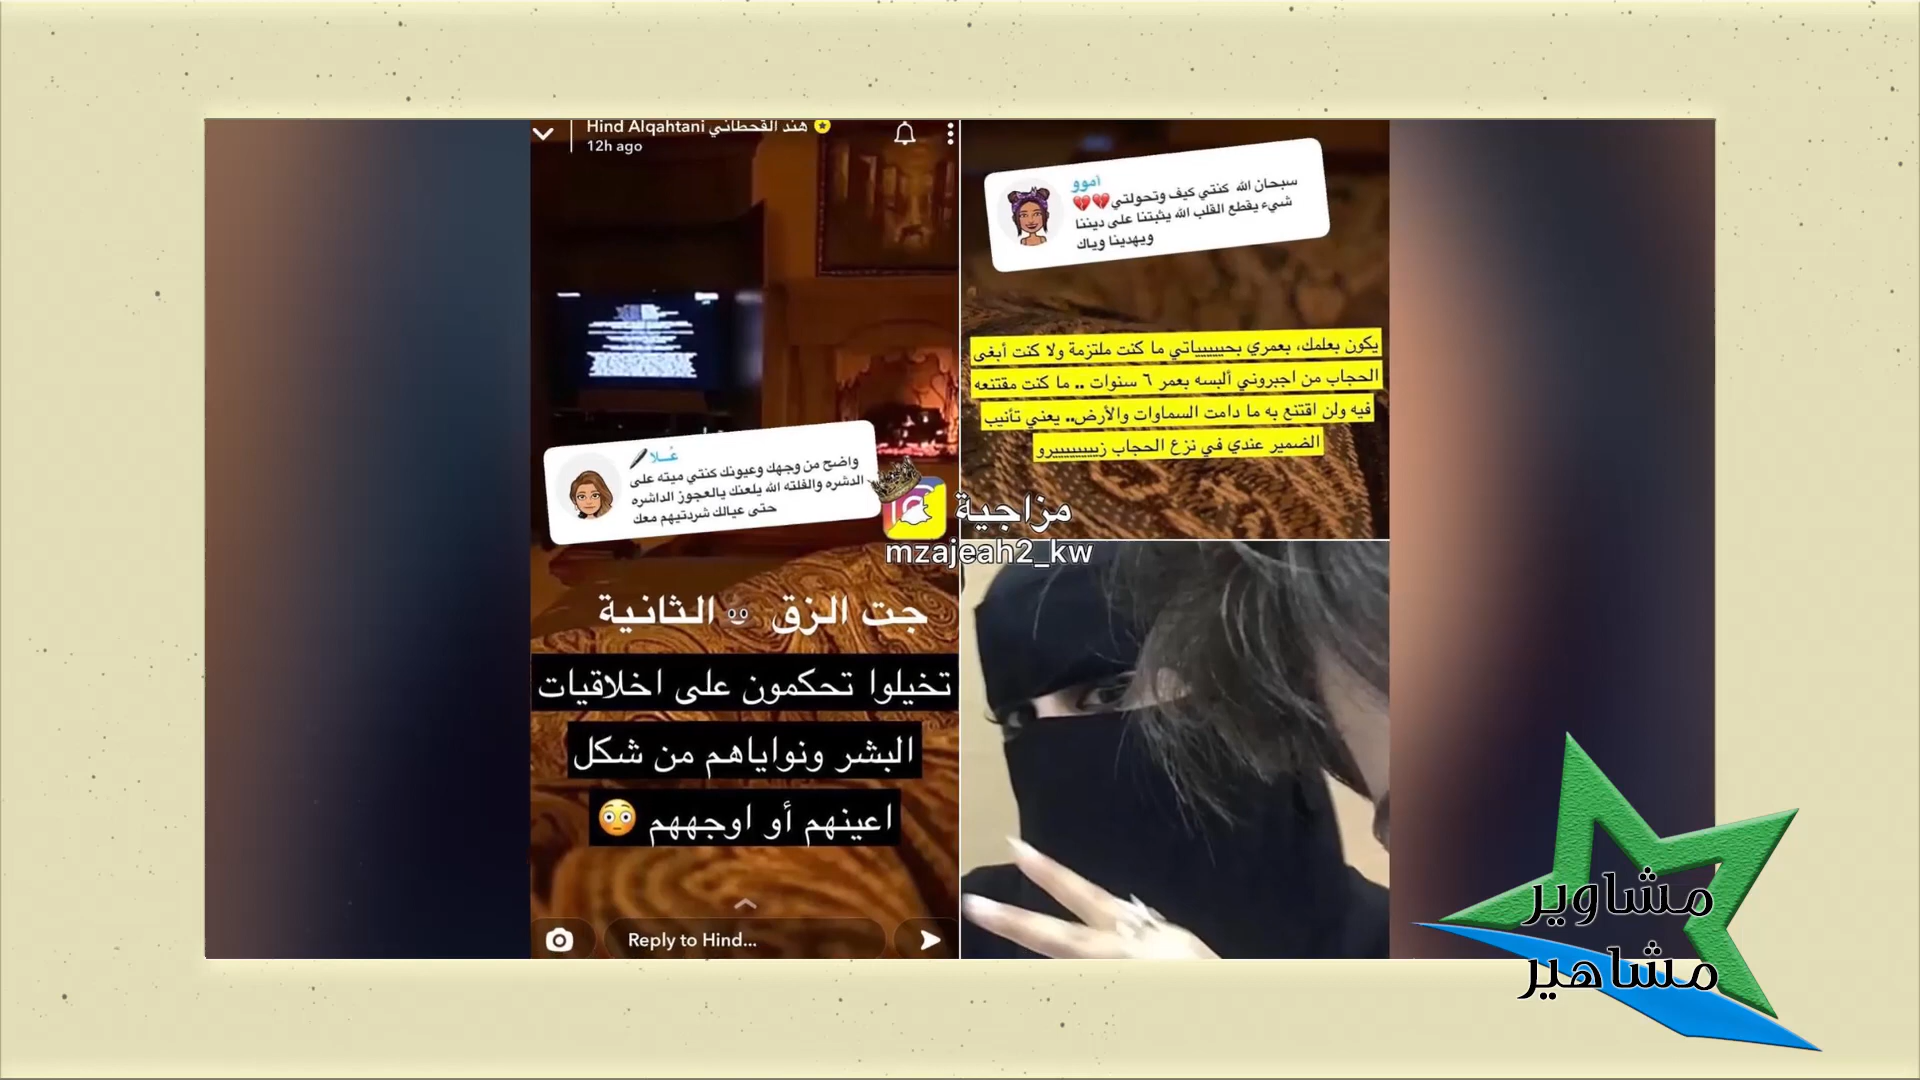 Hind Alqahtani هند القحطاني
12h ago
عُـلا
واضح من وجهك وعيونك كنتي ميته على
الدشره والفلته الله يلعنك يالعجوز الداشره
حتى عيالك شردتيهم معك
جت الزق الثانية
تخيلوا تحكمون على اخلاقيات
البشر ونواياهم من شكل
اعينهم أو اوجههم 😳
Reply to Hind...
آموو
سبحان الله كنتي كيف وتحولتي💔💔
شيء يقطع القلب الله يثبتنا على ديننا
ويهدينا وياك
يكون بعلمك، بعمري بحيييييياتي ما كنت ملتزمة ولا كنت أبغى
الحجاب من اجبروني ألبسه بعمر ٦ سنوات .. ما كنت مقتنعه
فيه ولن اقتنع به ما دامت السماوات والأرض.. يعني تأنيب
الضمير عندي في نزع الحجاب زيييييييييرو
مزاجية
mzajeah2_kw
مشاوير
مشاهير